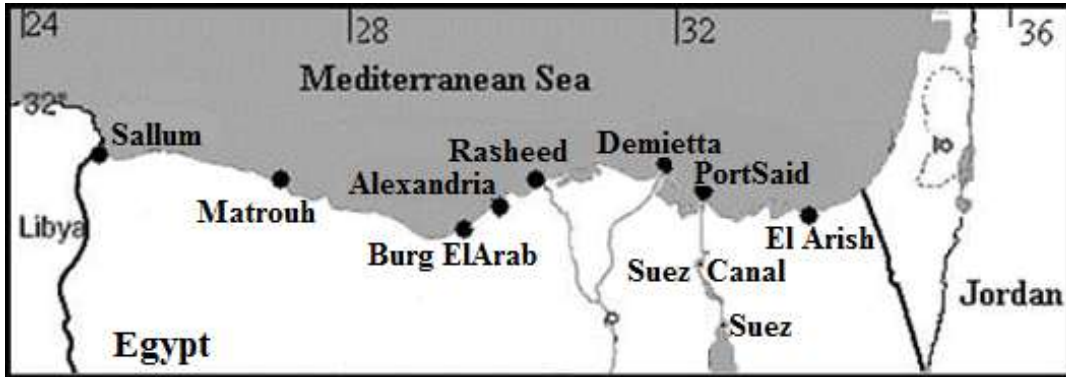 24
28
32
36
Mediterranean Sea
32°
Sallum
Rasheed
Demietta
Alexandria
PortSaid
Matrouh
Libya
Burg ElArab
El Arish
Suez Canal
Jordan
Suez
Egypt